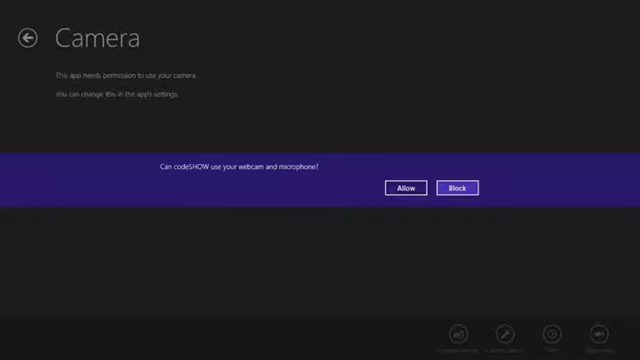 Camera
This app needs permission to use your camera.
You can change this in the app's settings.
Can codeSHOW use your webcam and microphone?
Allow
Block